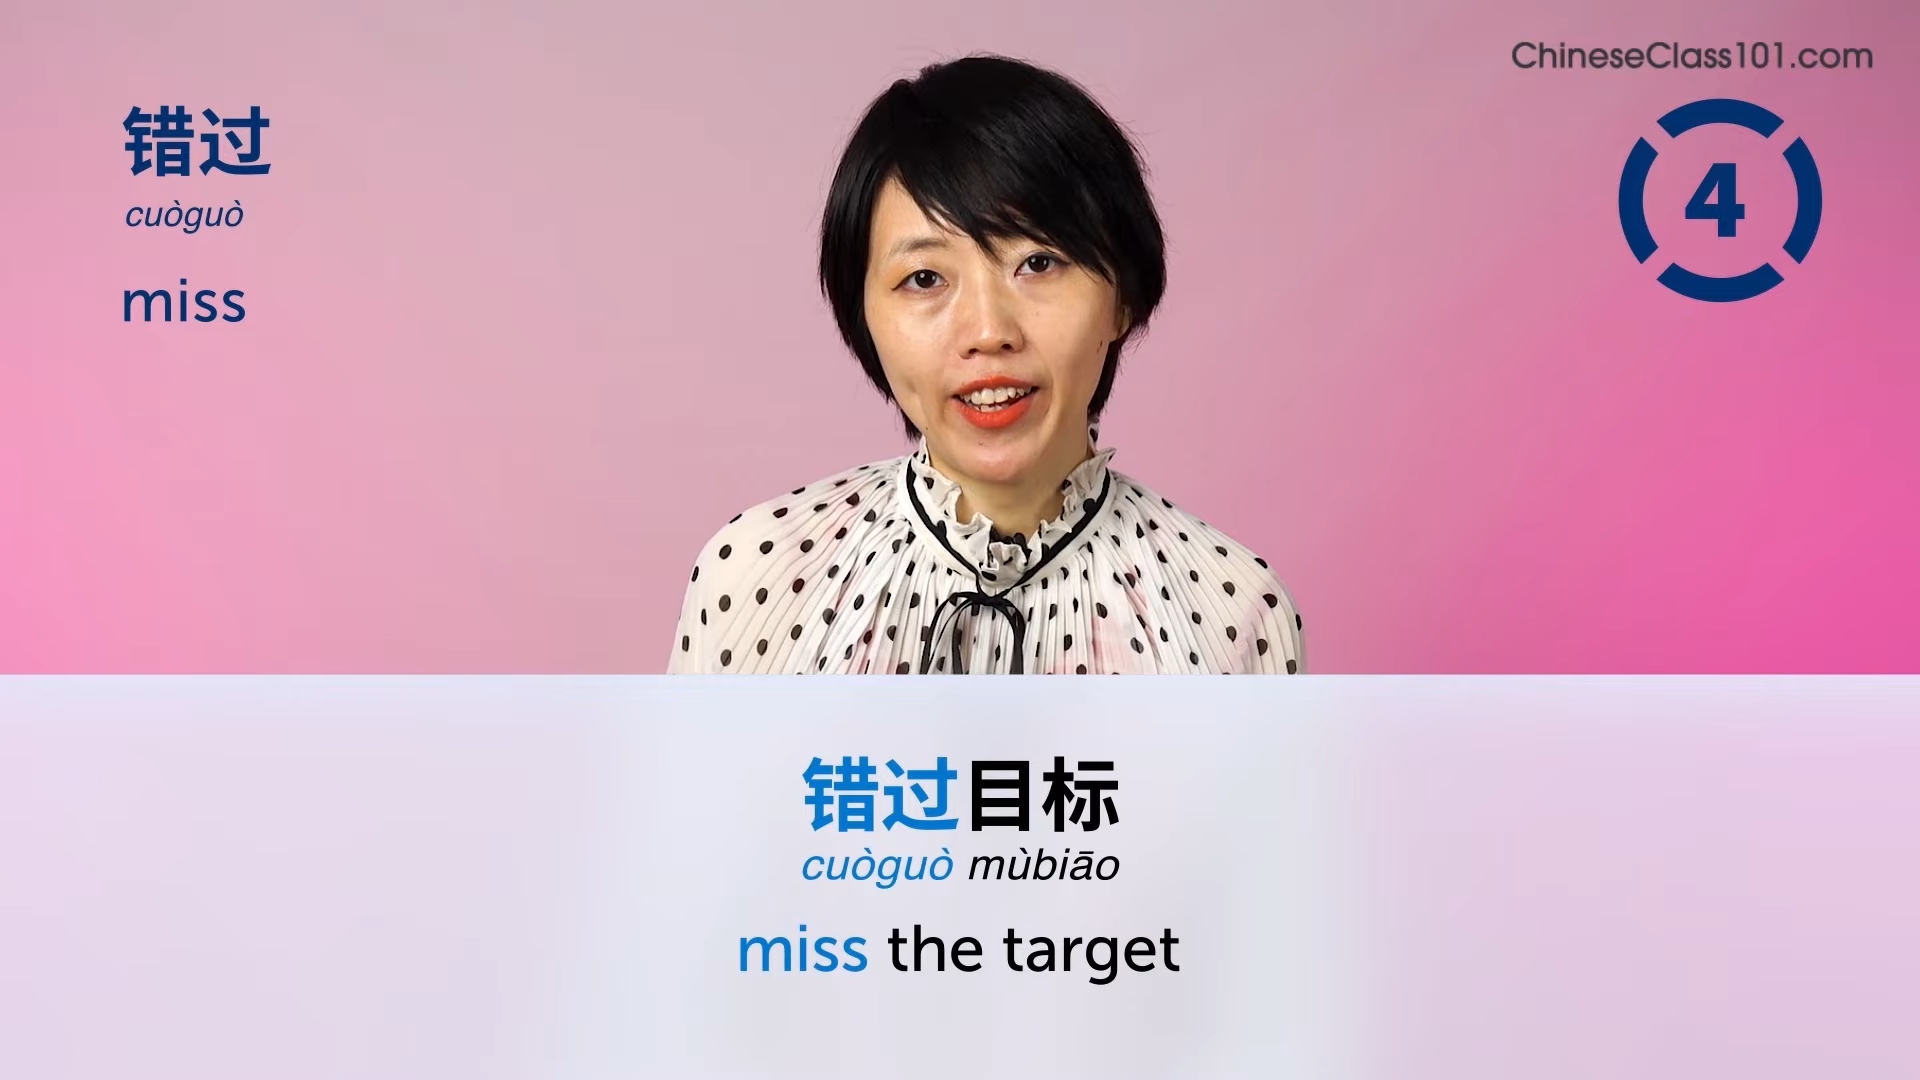 ChineseClass101.com
错过
cuòguò
miss
4
错过目标
cuòguò mùbiāo
miss the target